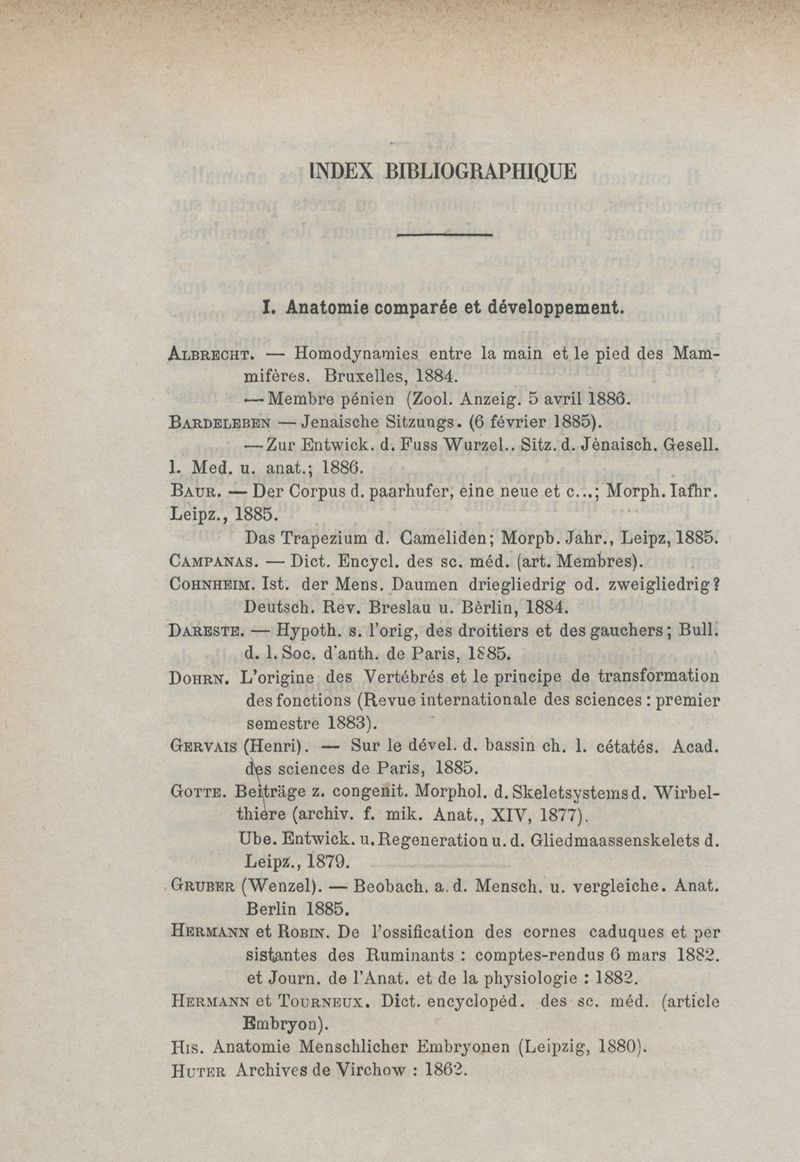 INDEX BIBLIOGRAPHIQUE
I. Anatomie comparée et développement.
ALBRECHT. — Homodynamies entre la main et le pied des Mam-
mifères. Bruxelles, 1884.
— Membre pénien (Zool. Anzeig. 5 avril 1886.
BARDELEBEN — Jenaische Sitzungs. (6 février 1885).
— Zur Entwick. d. Fuss Wurzel.. Sitz. d. Jènaisch. Gesell.
l. Med. u. anat.; 1886.
BAUR. — Der Corpus d. paarhufer, eine neue et c...; Morph. Iafhr.
Leipz., 1885.
Das Trapezium d. Cameliden; Morpb. Jahr., Leipz, 1885.
CAMPANAS. — Dict. Encycl. des sc. méd. (art. Membres).
COHNHEIM. Ist. der Mens. Daumen driegliedrig od. zweigliedrig?
Deutsch. Rev. Breslau u. Bèrlin, 1884.
DARESTE. — Hypoth. s. l'orig, des droitiers et des gauchers; Bull.
d. l. Soc. d'anth. de Paris, 1885.
DOHRN. L'origine des Vertébrés et le principe de transformation
des fonctions (Revue internationale des sciences : premier
semestre 1883).
GERVAIS (Henri). — Sur le dével. d. bassin ch. l. cétatés. Acad.
des sciences de Paris, 1885.
GOTTE. Beiträge z. congenit. Morphol. d. Skeletsystems d. Wirbel-
thiere (archiv. f. mik. Anat., XIV, 1877).
Ube. Entwick. u. Regeneration u. d. Gliedmaassenskelets d.
Leipz., 1879.
GRUBER (Wenzel). — Beobach. a. d. Mensch. u. vergleiche. Anat.
Berlin 1885.
HERMANN et ROBIN. De l'ossification des cornes caduques et per
sistantes des Ruminants : comptes-rendus 6 mars 1882.
et Journ. de l'Anat. et de la physiologie : 1882.
HERMANN et TOURNEUX. Dict. encyclopéd. des sc. méd. (article
Embryon).
HIS. Anatomie Menschlicher Embryonen (Leipzig, 1880).
HUTER Archives de Virchow : 1862.